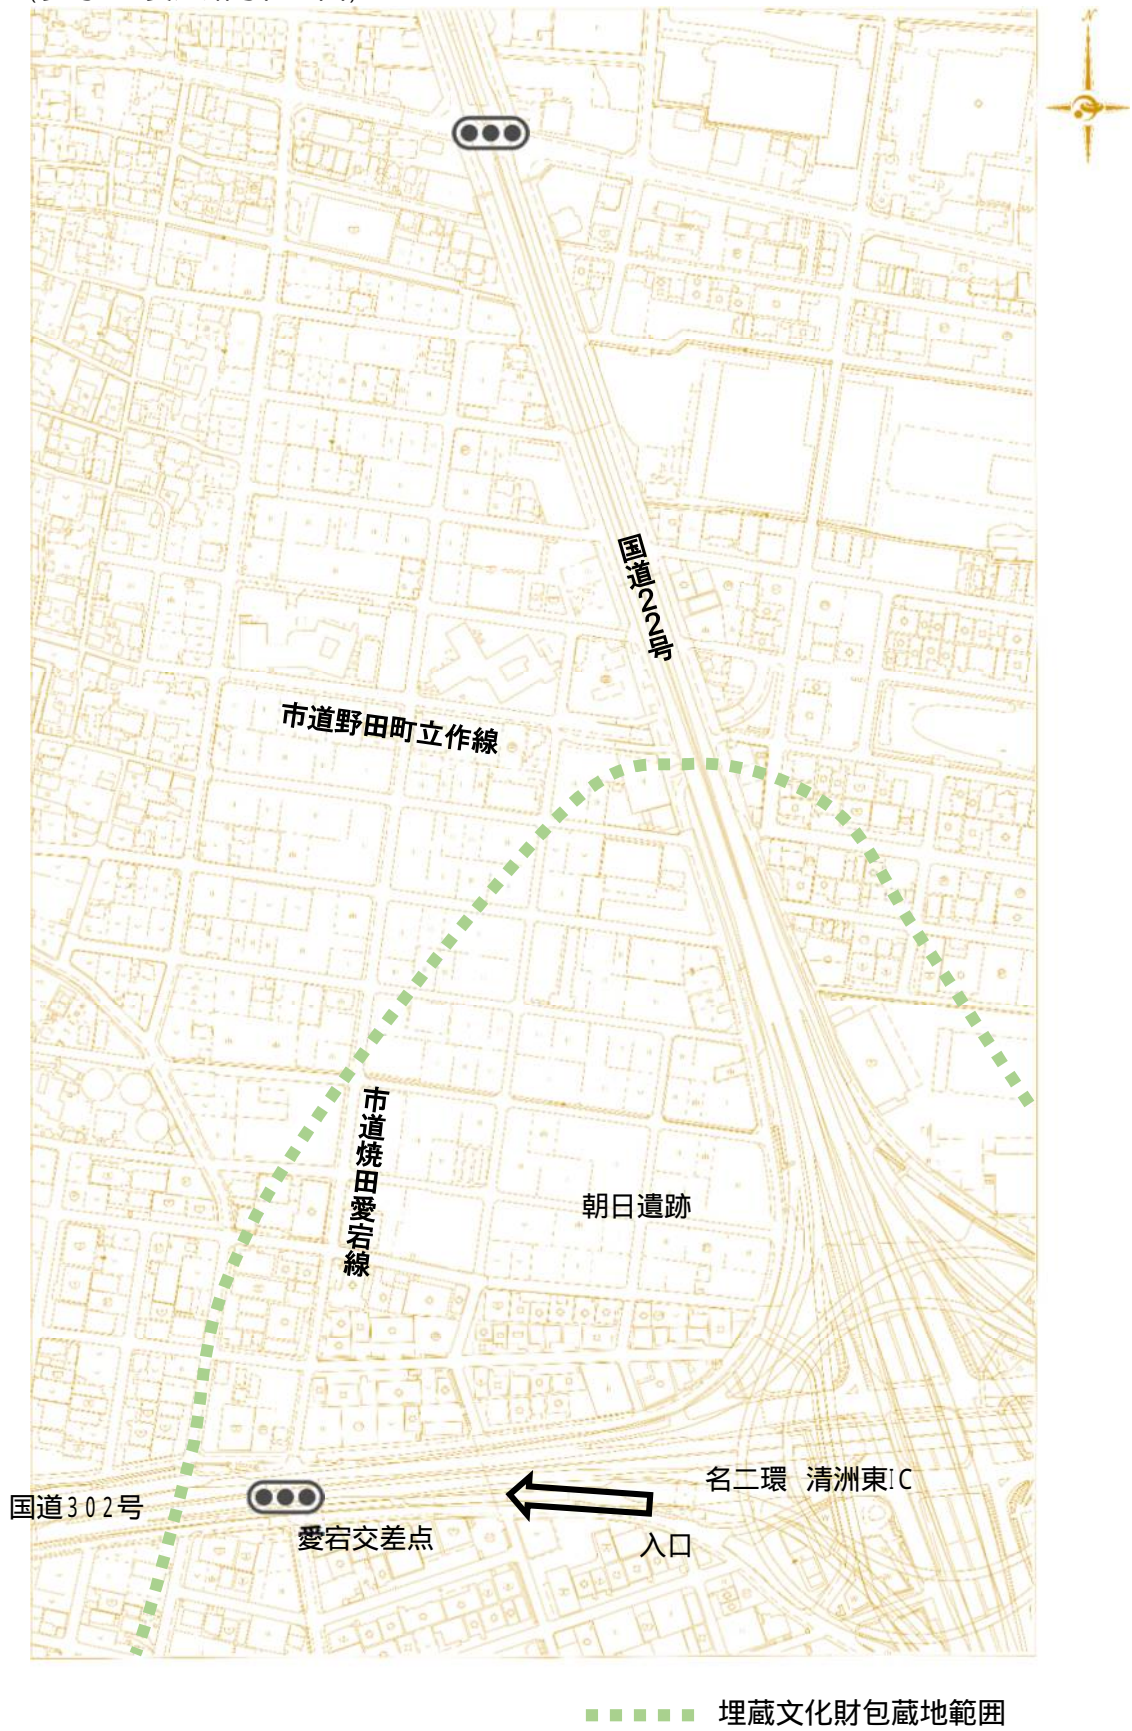 N
国道22号
市道野田町立作線
市道焼田愛宕線
朝日遺跡
名二環 清洲東IC
国道302号
愛宕交差点
入口
埋蔵文化財包蔵地範囲